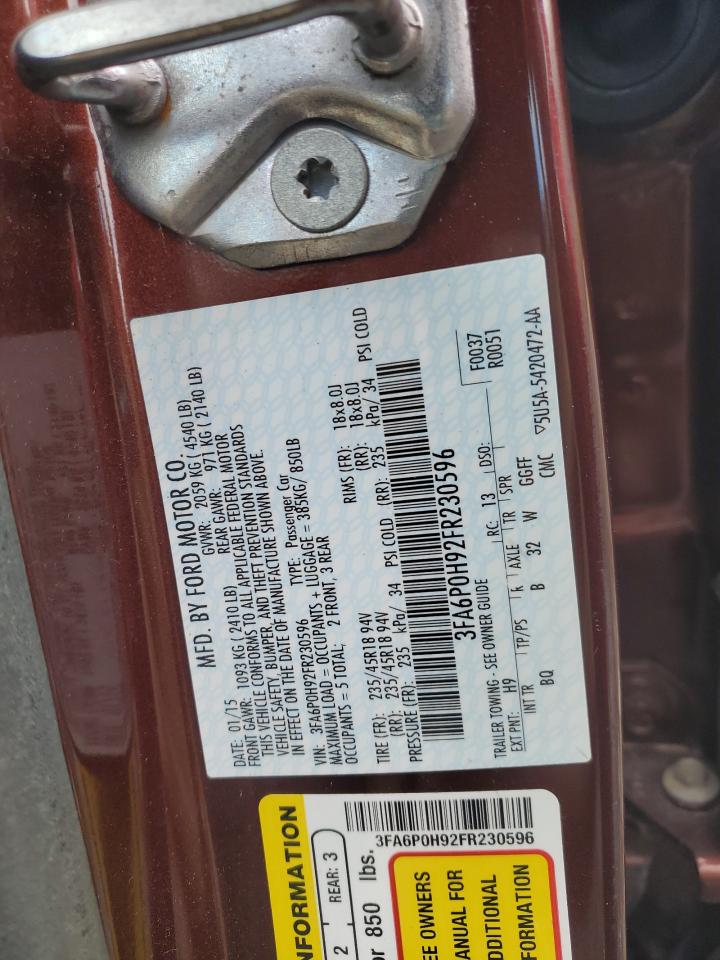 MFD. BY FORD MOTOR CO.
DATE: 01/15 GVWR: 2059 KG ( 4540 LB)
FRONT GAWR: 1093 KG ( 2410 LB) REAR GAWR: 971 KG ( 2140 LB)
THIS VEHICLE CONFORMS TO ALL APPLICABLE FEDERAL MOTOR
VEHICLE SAFETY, BUMPER, AND THEFT PREVENTION STANDARDS
IN EFFECT ON THE DATE OF MANUFACTURE SHOWN ABOVE.
VIN: 3FA6P0H92FR230596 TYPE: Passenger Car
MAXIMUM LOAD = OCCUPANTS + LUGGAGE = 385KG/ 850LB
OCCUPANTS = 5 TOTAL: 2 FRONT, 3 REAR
TIRE (FR): 235/45R18 94V RIMS (FR): 18x8.0J
(RR): 235/45R18 94V (RR): 18x8.0J
PRESSURE (FR): 235 kPa/ 34 PSI COLD (RR): 235 kPa/ 34 PSI COLD
3FA6P0H92FR230596
F0037
R0051
TRAILER TOWING - SEE OWNER GUIDE
EXT PNT: H9 RC: 13 DSO:
INT TR TP/PS R AXLE TR SPR
BQ B 32 W GGFF
CMC ▽5U5A-5420472-AA
3FA6P0H92FR230596
NFORMATION
2 REAR: 3
or 850 lbs.
EE OWNERS
ANUAL FOR
DDITIONAL
FORMATION